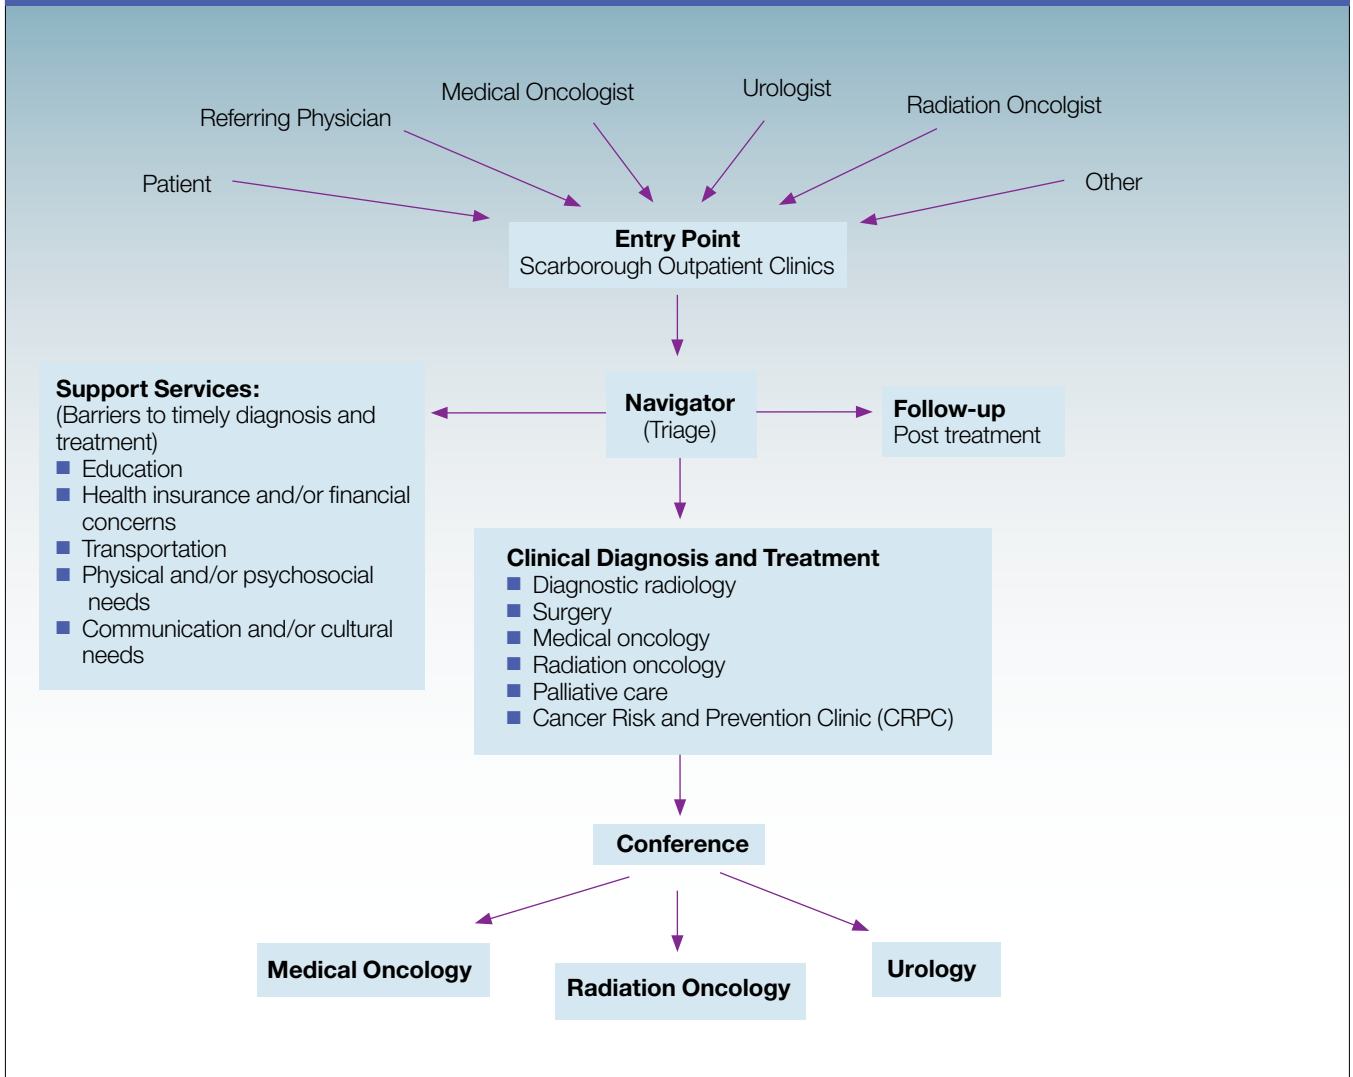 Medical Oncologist
Urologist
Referring Physician
Radiation Oncolgist
Patient
Other
Entry Point
Scarborough Outpatient Clinics
Support Services:
(Barriers to timely diagnosis and
treatment)
■ Education
■ Health insurance and/or financial
concerns
■ Transportation
■ Physical and/or psychosocial
needs
■ Communication and/or cultural
needs
Navigator
(Triage)
Follow-up
Post treatment
Clinical Diagnosis and Treatment
■ Diagnostic radiology
■ Surgery
■ Medical oncology
■ Radiation oncology
■ Palliative care
■ Cancer Risk and Prevention Clinic (CRPC)
Conference
Medical Oncology
Radiation Oncology
Urology